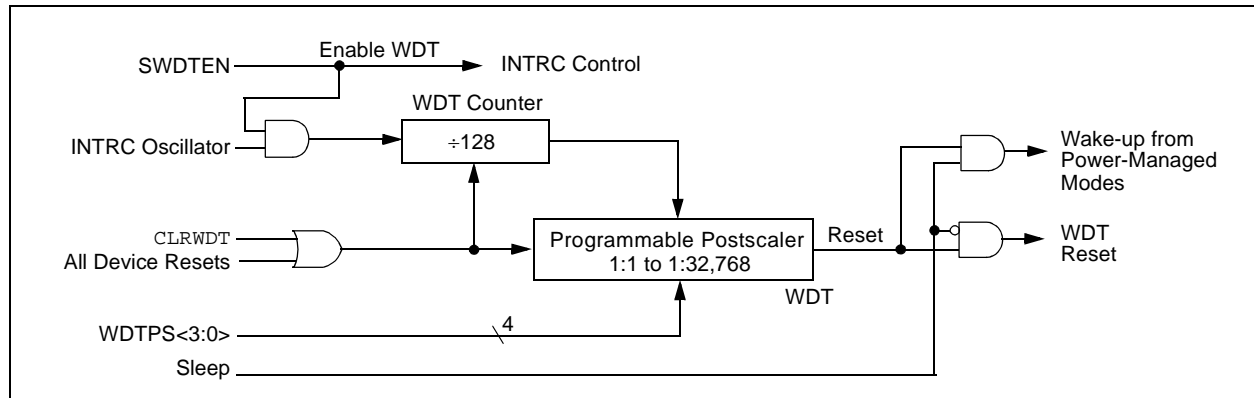 Enable WDT
SWDTEN
INTRC Control
WDT Counter
INTRC Oscillator
÷128
Wake-up from
Power-Managed
Modes
CLRWDT
All Device Resets
Programmable Postscaler
1:1 to 1:32,768
Reset
WDT
Reset
WDT
WDTPS<3:0>
4
Sleep